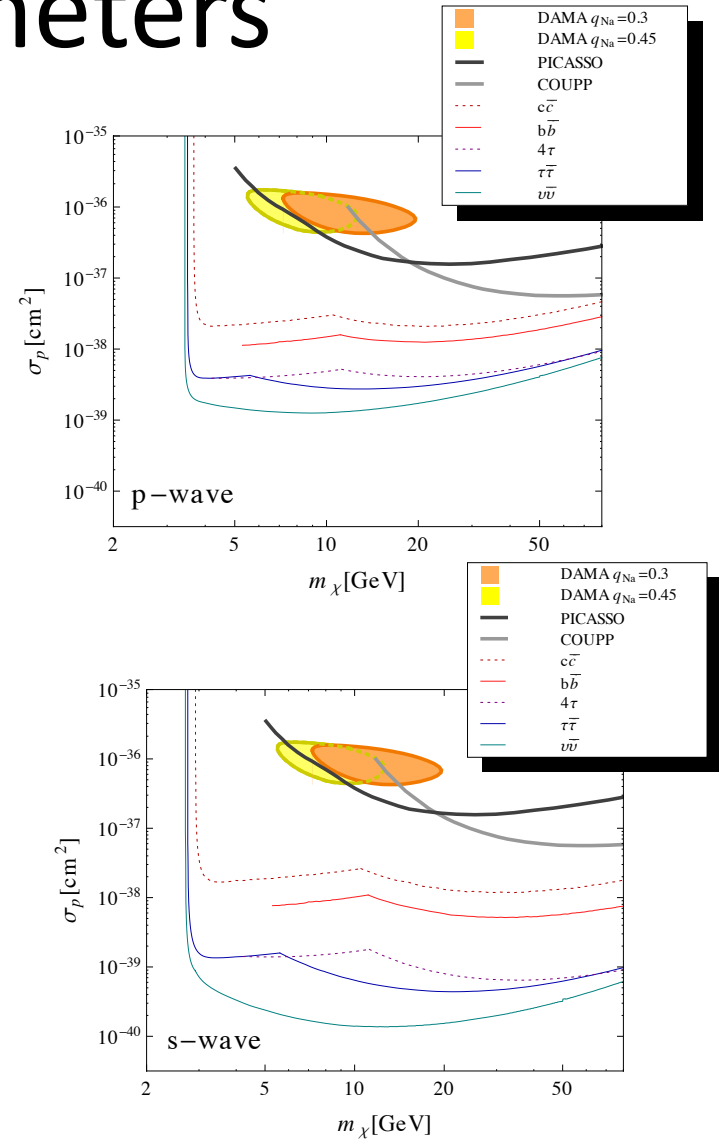 neters
DAMA q_Na=0.3
DAMA q_Na=0.45
PICASSO
COUPP
cc̅
bb̅
4τ
ττ̅
υυ̅
10^−35
10^−36
10^−37
10^−38
10^−39
10^−40
σ_p [cm^2]
p−wave
2 5 10 20 50
m_χ [GeV]
DAMA q_Na=0.3
DAMA q_Na=0.45
PICASSO
COUPP
cc̅
bb̅
4τ
ττ̅
υυ̅
10^−35
10^−36
10^−37
10^−38
10^−39
10^−40
σ_p [cm^2]
s−wave
2 5 10 20 50
m_χ [GeV]